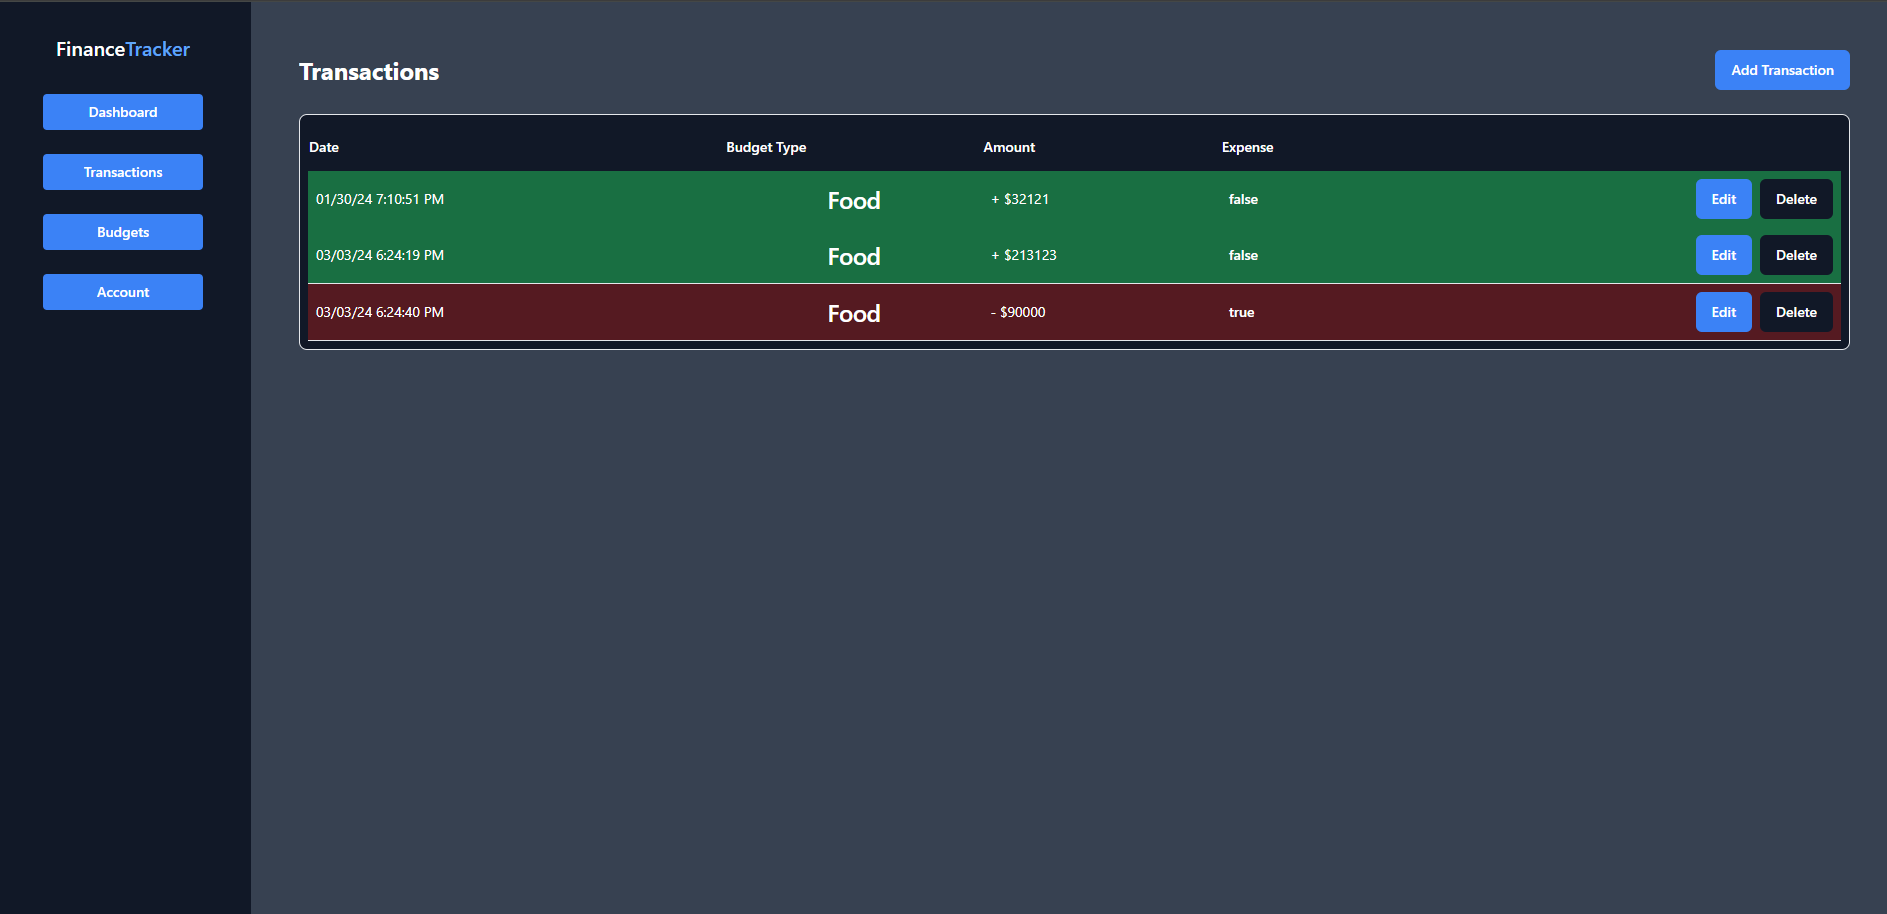 FinanceTracker
Dashboard
Transactions
Budgets
Account
Transactions
Add Transaction
Date Budget Type Amount Expense
01/30/24 7:10:51 PM Food + $32121 false Edit Delete
03/03/24 6:24:19 PM Food + $213123 false Edit Delete
03/03/24 6:24:40 PM Food - $90000 true Edit Delete